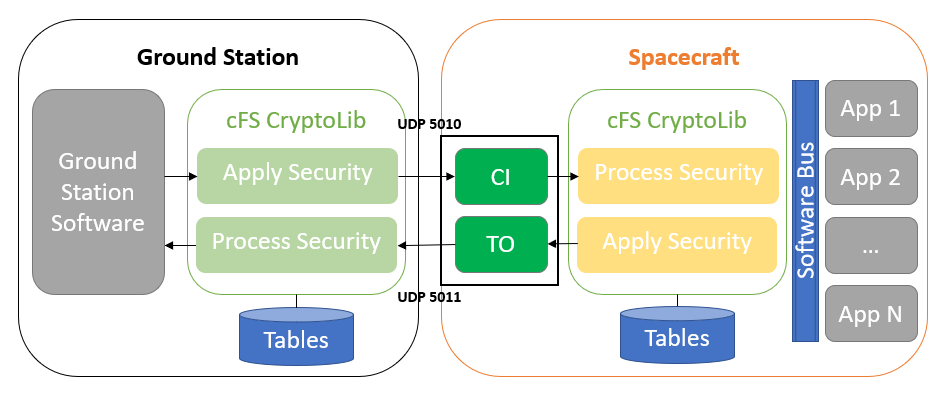 Ground Station
Spacecraft
Ground
Station
Software
cFS CryptoLib
Apply Security
Process Security
Tables
UDP 5010
CI
TO
UDP 5011
cFS CryptoLib
Process Security
Apply Security
Tables
Software Bus
App 1
App 2
...
App N